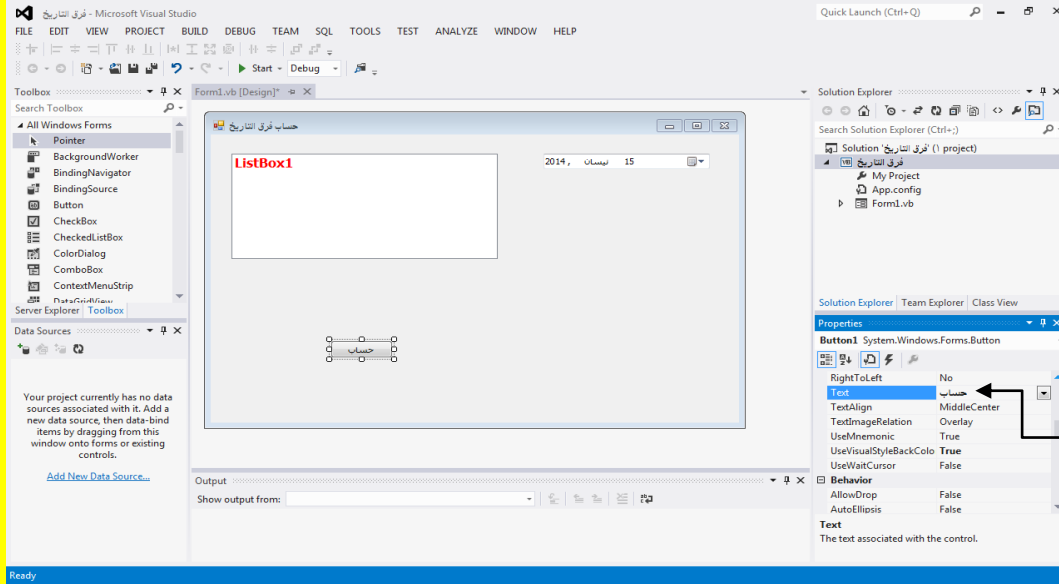 فرق التاريخ - Microsoft Visual Studio
Quick Launch (Ctrl+Q)
FILE EDIT VIEW PROJECT BUILD DEBUG TEAM SQL TOOLS TEST ANALYZE WINDOW HELP
Start - Debug
Toolbox
Search Toolbox
All Windows Forms
Pointer
BackgroundWorker
BindingNavigator
BindingSource
Button
CheckBox
CheckedListBox
ColorDialog
ComboBox
ContextMenuStrip
DataGridView
Server Explorer Toolbox
Data Sources
Your project currently has no data
sources associated with it. Add a
new data source, then data-bind
items by dragging from this
window onto forms or existing
controls.
Add New Data Source...
Form1.vb [Design]*
حساب فرق التاريخ
ListBox1
15 نيسان , 2014
حساب
Output
Show output from:
Solution Explorer
Search Solution Explorer (Ctrl+;)
Solution 'فرق التاريخ' (١ project)
فرق التاريخ
My Project
App.config
Form1.vb
Solution Explorer Team Explorer Class View
Properties
Button1 System.Windows.Forms.Button
RightToLeft No
Text حساب
TextAlign MiddleCenter
TextImageRelation Overlay
UseMnemonic True
UseVisualStyleBackColo True
UseWaitCursor False
Behavior
AllowDrop False
AutoEllipsis False
Text
The text associated with the control.
Ready